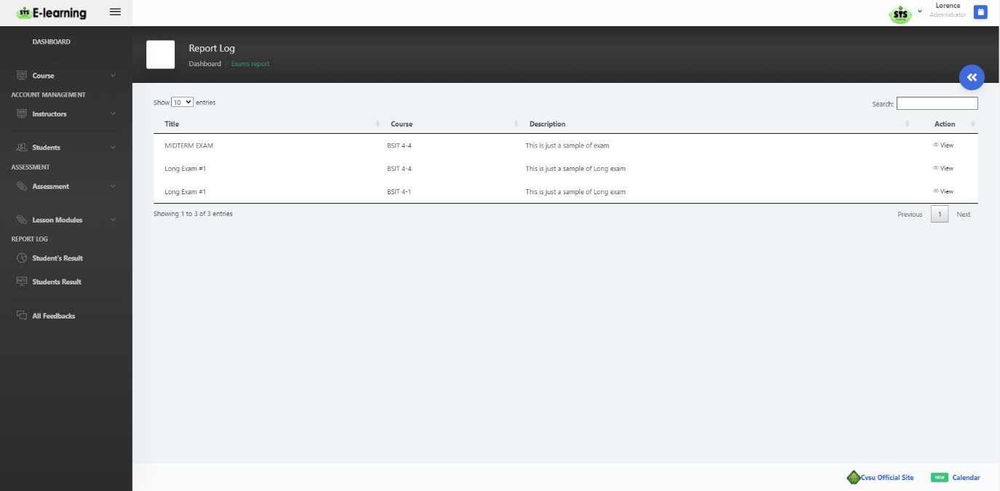 STS E-learning
Lorence
Administrator
DASHBOARD
Course
ACCOUNT MANAGEMENT
Instructors
Students
ASSESSMENT
Assessment
Lesson Modules
REPORT LOG
Student's Result
Students Result
All Feedbacks
STS
Report Log
Dashboard / Exams report
Show 10 entries
Search:
Title Course Description Action
MIDTERM EXAM BSIT 4-4 This is just a sample of exam View
Long Exam #1 BSIT 4-4 This is just a sample of Long exam View
Long Exam #1 BSIT 4-1 This is just a sample of Long exam View
Showing 1 to 3 of 3 entries
Previous 1 Next
Cvsu Official Site NEW Calendar